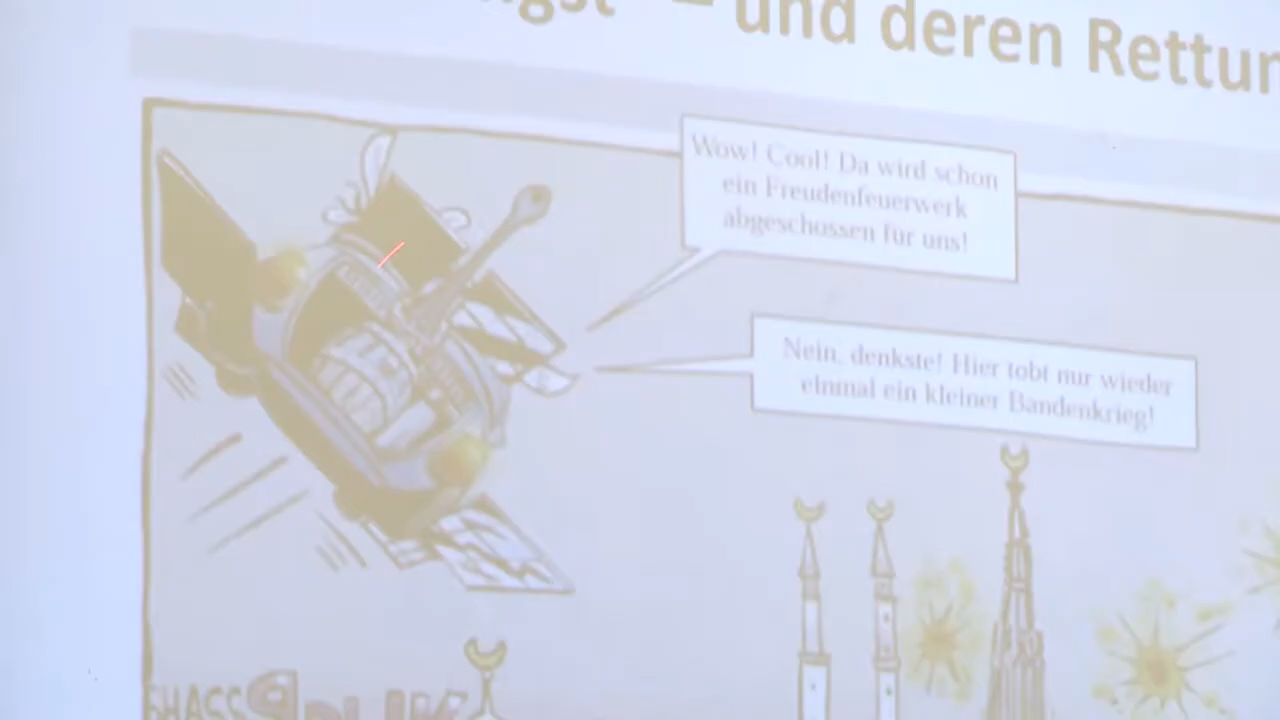 ngst" – und deren Rettun
Wow! Cool! Da wird schon
ein Freudenfeuerwerk
abgeschossen für uns!
Nein, denkste! Hier tobt nur wieder
einmal ein kleiner Bandenkrieg!